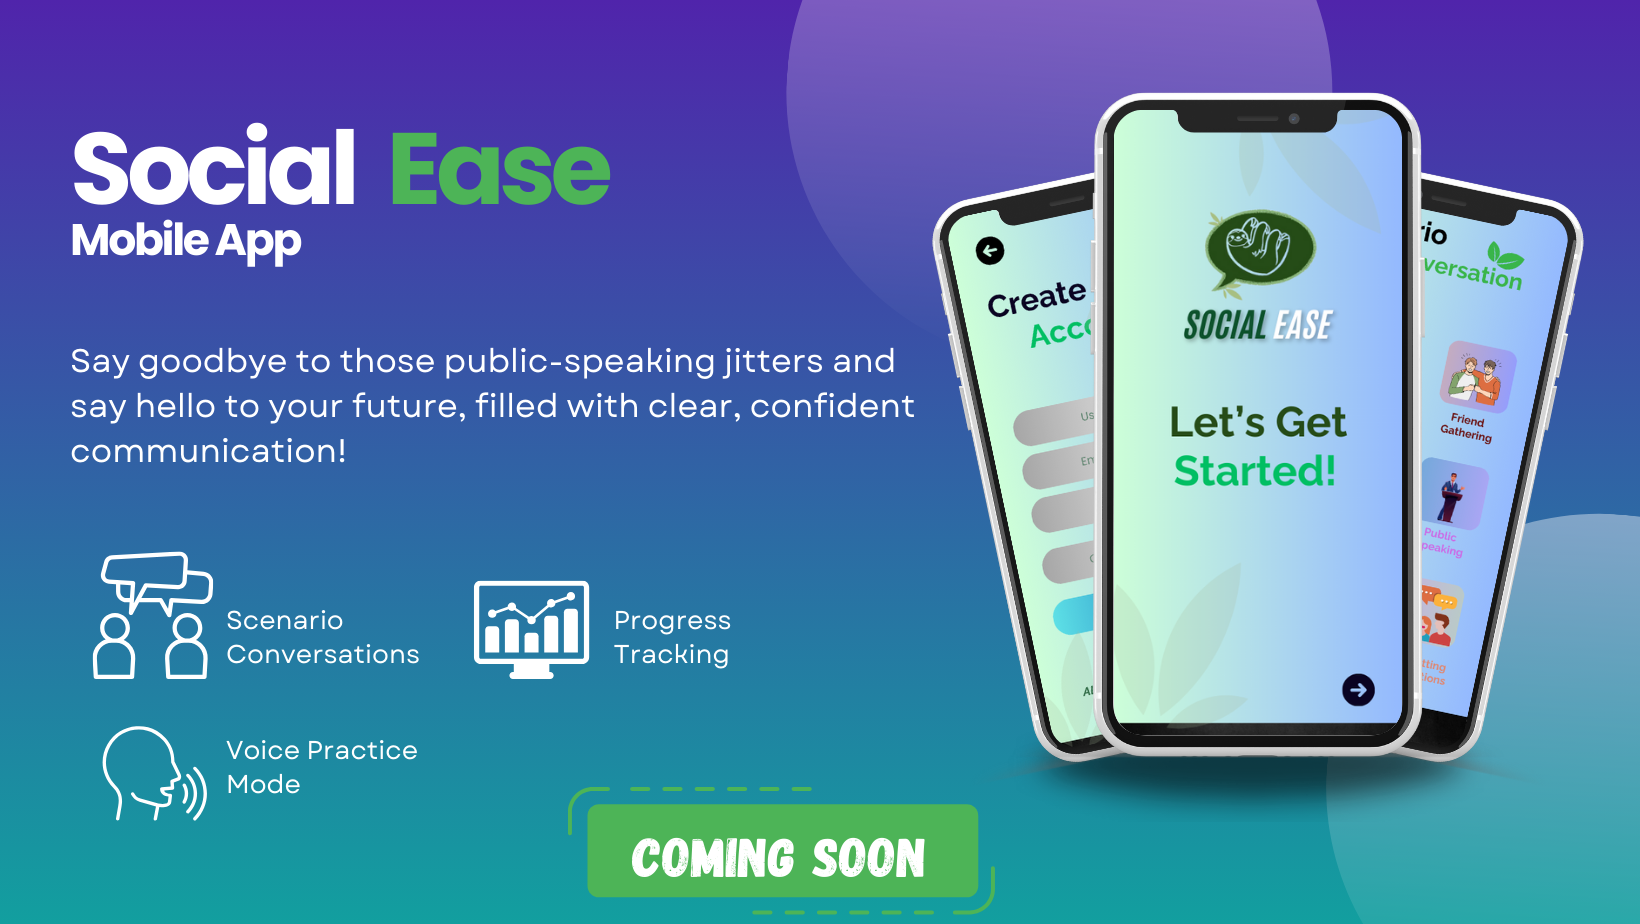 Social Ease
Mobile App
Say goodbye to those public-speaking jitters and
say hello to your future, filled with clear, confident
communication!
Scenario
Conversations
Progress
Tracking
Voice Practice
Mode
COMING SOON
Create
SOCIAL EASE
Let's Get
Started!
Friend
Gathering
Public